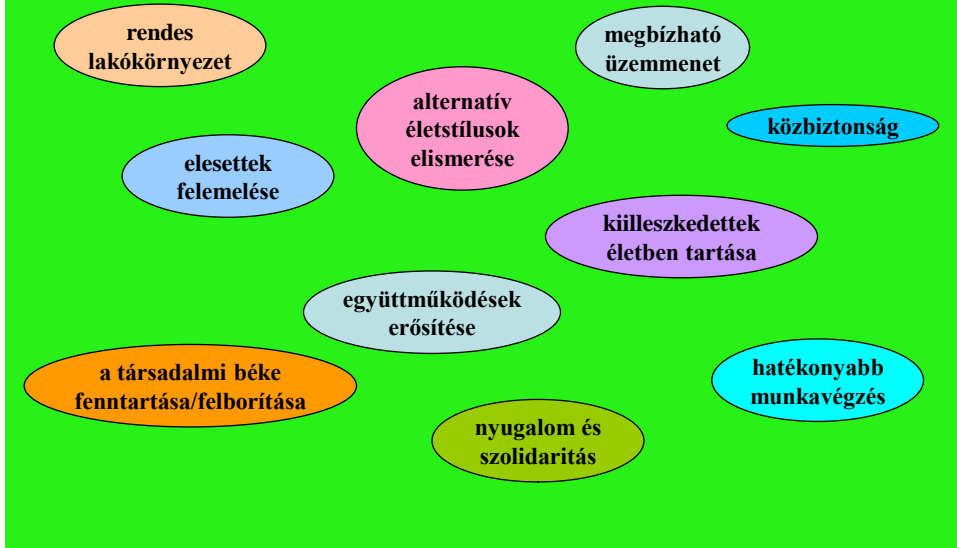 rendes
lakókörnyezet
megbízható
üzemmenet
alternatív
életstílusok
elismerése
közbiztonság
elesettek
felemelése
kiilleszkedettek
életben tartása
együttműködések
erősítése
a társadalmi béke
fenntartása/felborítása
hatékonyabb
munkavégzés
nyugalom és
szolidaritás